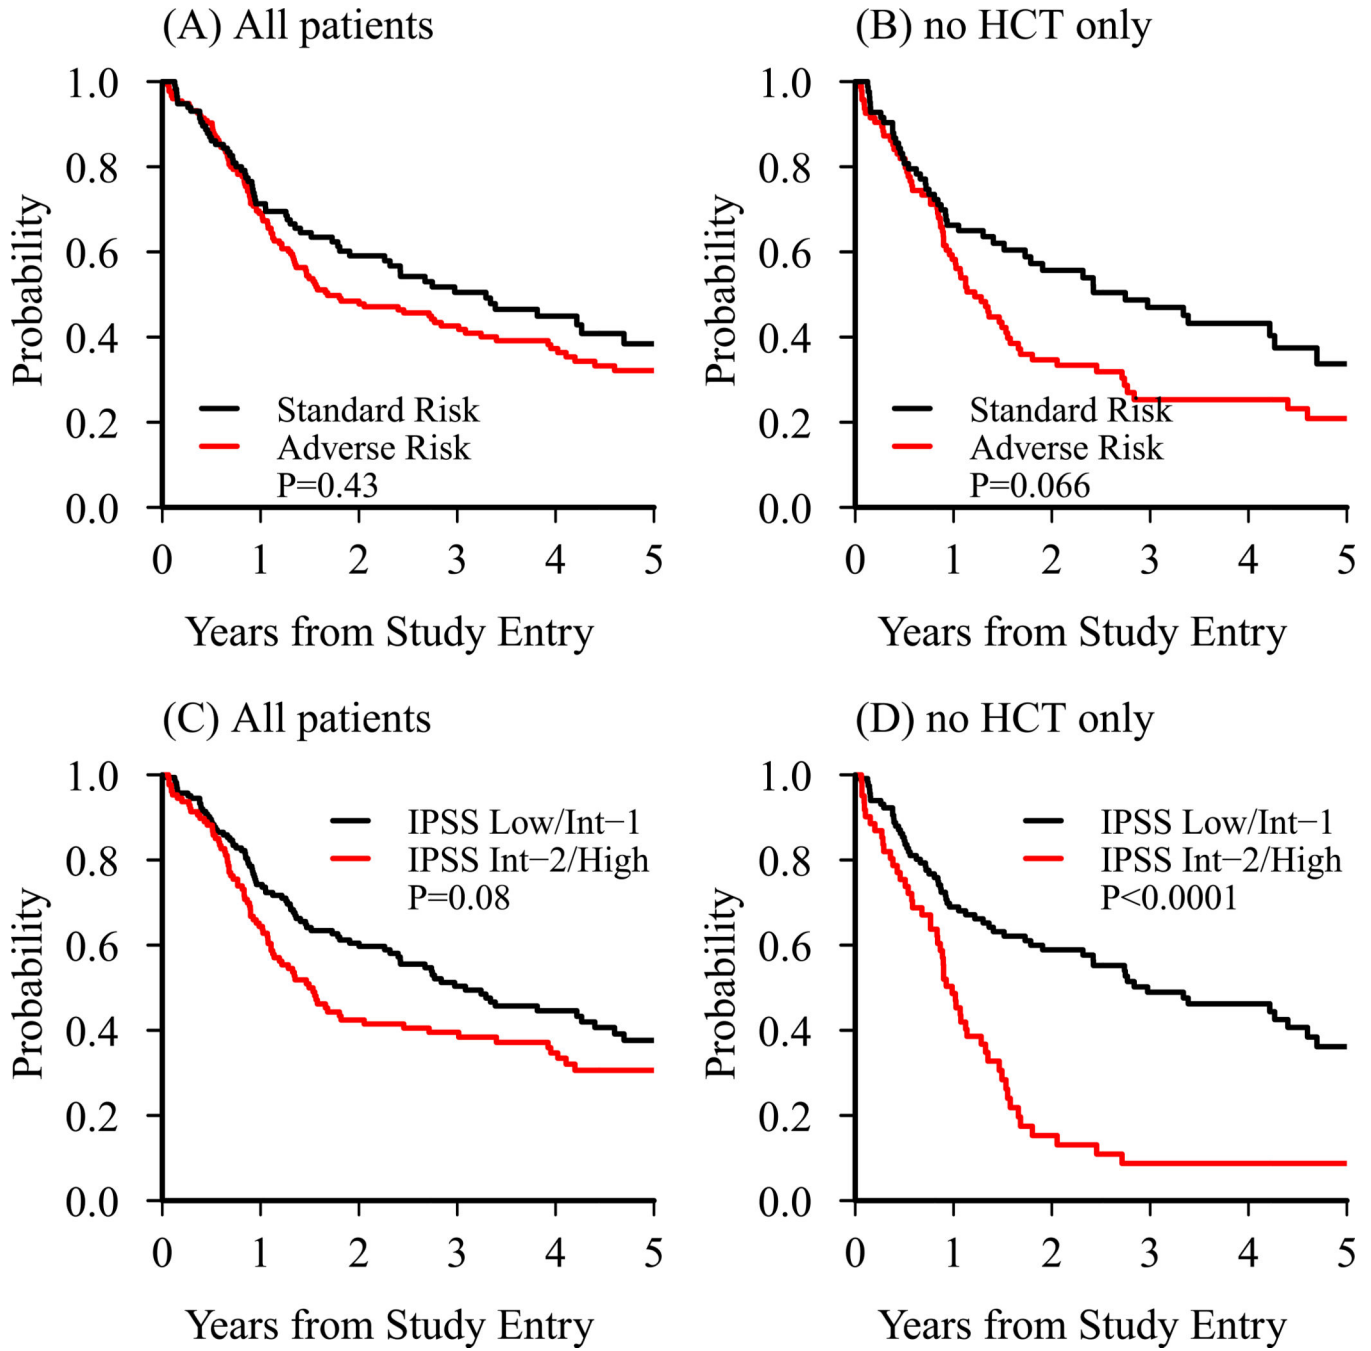 (A) All patients
1.0
0.8
0.6
0.4
0.2
0.0
Probability
Standard Risk
Adverse Risk
P=0.43
0 1 2 3 4 5
Years from Study Entry
(B) no HCT only
1.0
0.8
0.6
0.4
0.2
0.0
Probability
Standard Risk
Adverse Risk
P=0.066
0 1 2 3 4 5
Years from Study Entry
(C) All patients
1.0
0.8
0.6
0.4
0.2
0.0
Probability
IPSS Low/Int−1
IPSS Int−2/High
P=0.08
0 1 2 3 4 5
Years from Study Entry
(D) no HCT only
1.0
0.8
0.6
0.4
0.2
0.0
Probability
IPSS Low/Int−1
IPSS Int−2/High
P<0.0001
0 1 2 3 4 5
Years from Study Entry